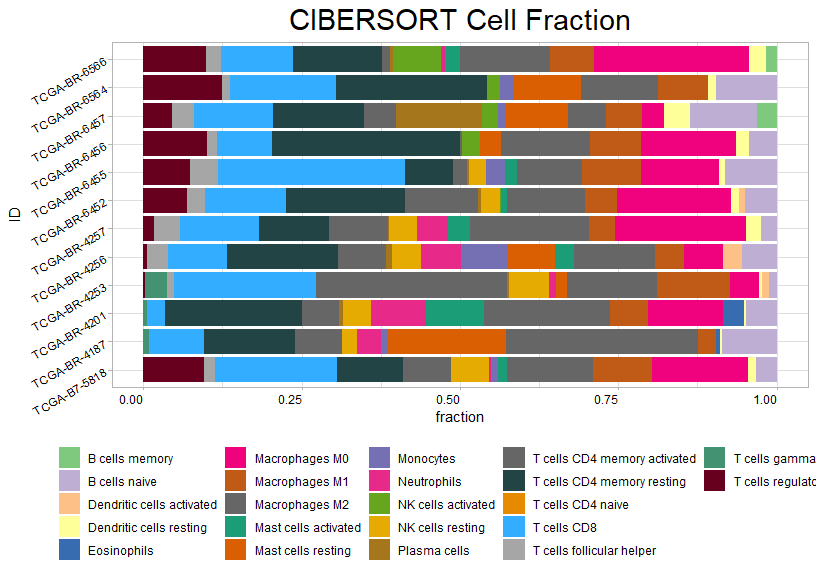 CIBERSORT Cell Fraction
ID
TCGA-BR-6566
TCGA-BR-6564
TCGA-BR-6457
TCGA-BR-6456
TCGA-BR-6455
TCGA-BR-6452
TCGA-BR-4257
TCGA-BR-4256
TCGA-BR-4253
TCGA-BR-4201
TCGA-BR-4187
TCGA-B7-5818
0.00 0.25 0.50 0.75 1.00
fraction
B cells memory Macrophages M0 Monocytes T cells CD4 memory activated T cells gamma
B cells naive Macrophages M1 Neutrophils T cells CD4 memory resting T cells regulato
Dendritic cells activated Macrophages M2 NK cells activated T cells CD4 naive
Dendritic cells resting Mast cells activated NK cells resting T cells CD8
Eosinophils Mast cells resting Plasma cells T cells follicular helper